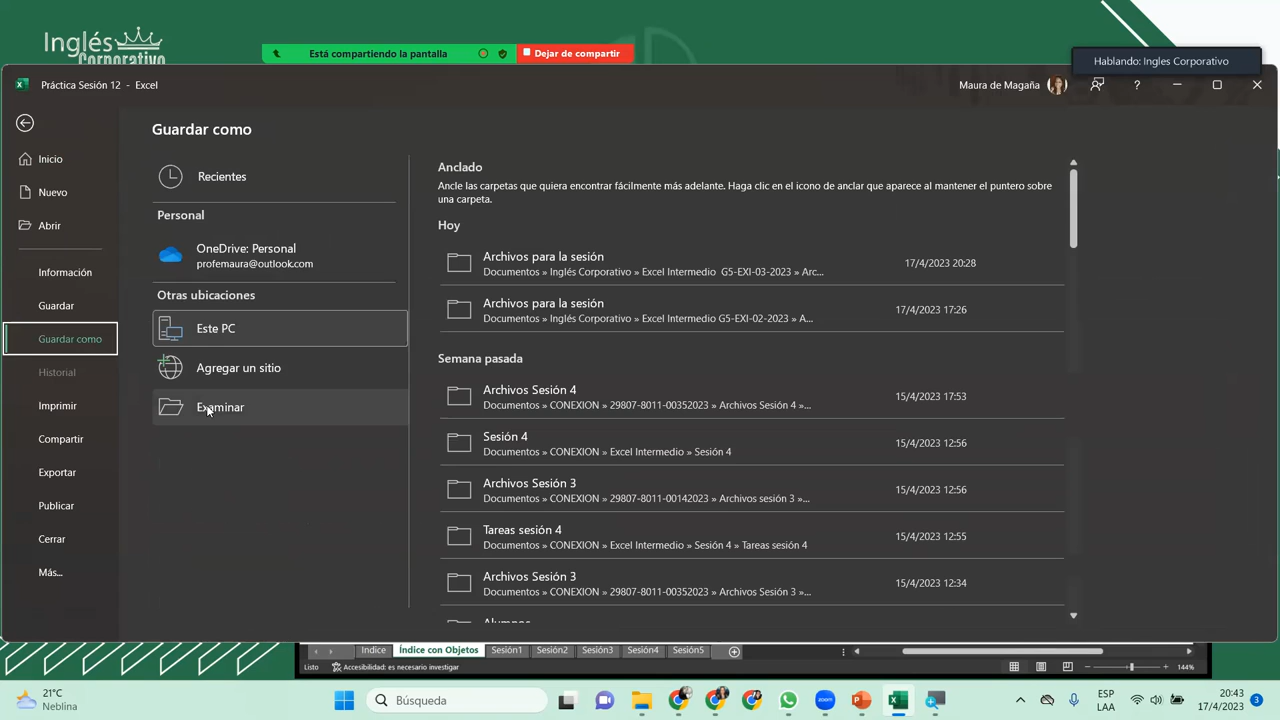 Inglés
Corporativo
Está compartiendo la pantalla
Dejar de compartir
Hablando: Ingles Corporativo
Práctica Sesión 12 - Excel
Maura de Magaña
?
Guardar como
Inicio
Nuevo
Abrir
Información
Guardar
Guardar como
Historial
Imprimir
Compartir
Exportar
Publicar
Cerrar
Más...
Recientes
Personal
OneDrive: Personal
profemaura@outlook.com
Otras ubicaciones
Este PC
Agregar un sitio
Examinar
Anclado
Ancle las carpetas que quiera encontrar fácilmente más adelante. Haga clic en el icono de anclar que aparece al mantener el puntero sobre
una carpeta.
Hoy
Archivos para la sesión
Documentos » Inglés Corporativo » Excel Intermedio G5-EXI-03-2023 » Arc...
17/4/2023 20:28
Archivos para la sesión
Documentos » Inglés Corporativo » Excel Intermedio G5-EXI-02-2023 » A...
17/4/2023 17:26
Semana pasada
Archivos Sesión 4
Documentos » CONEXION » 29807-8011-00352023 » Archivos Sesión 4 »...
15/4/2023 17:53
Sesión 4
Documentos » CONEXION » Excel Intermedio » Sesión 4
15/4/2023 12:56
Archivos Sesión 3
Documentos » CONEXION » 29807-8011-00142023 » Archivos sesión 3 »...
15/4/2023 12:56
Tareas sesión 4
Documentos » CONEXION » Excel Intermedio » Sesión 4 » Tareas sesión 4
15/4/2023 12:55
Archivos Sesión 3
Documentos » CONEXION » 29807-8011-00352023 » Archivos Sesión 3 »...
15/4/2023 12:34
Alumnos
Indice Índice con Objetos Sesión1 Sesión2 Sesión3 Sesión4 Sesión5
Listo Accesibilidad: es necesario investigar 144%
21°C
Neblina
Búsqueda
zoom
ESP
LAA
20:43
17/4/2023
3